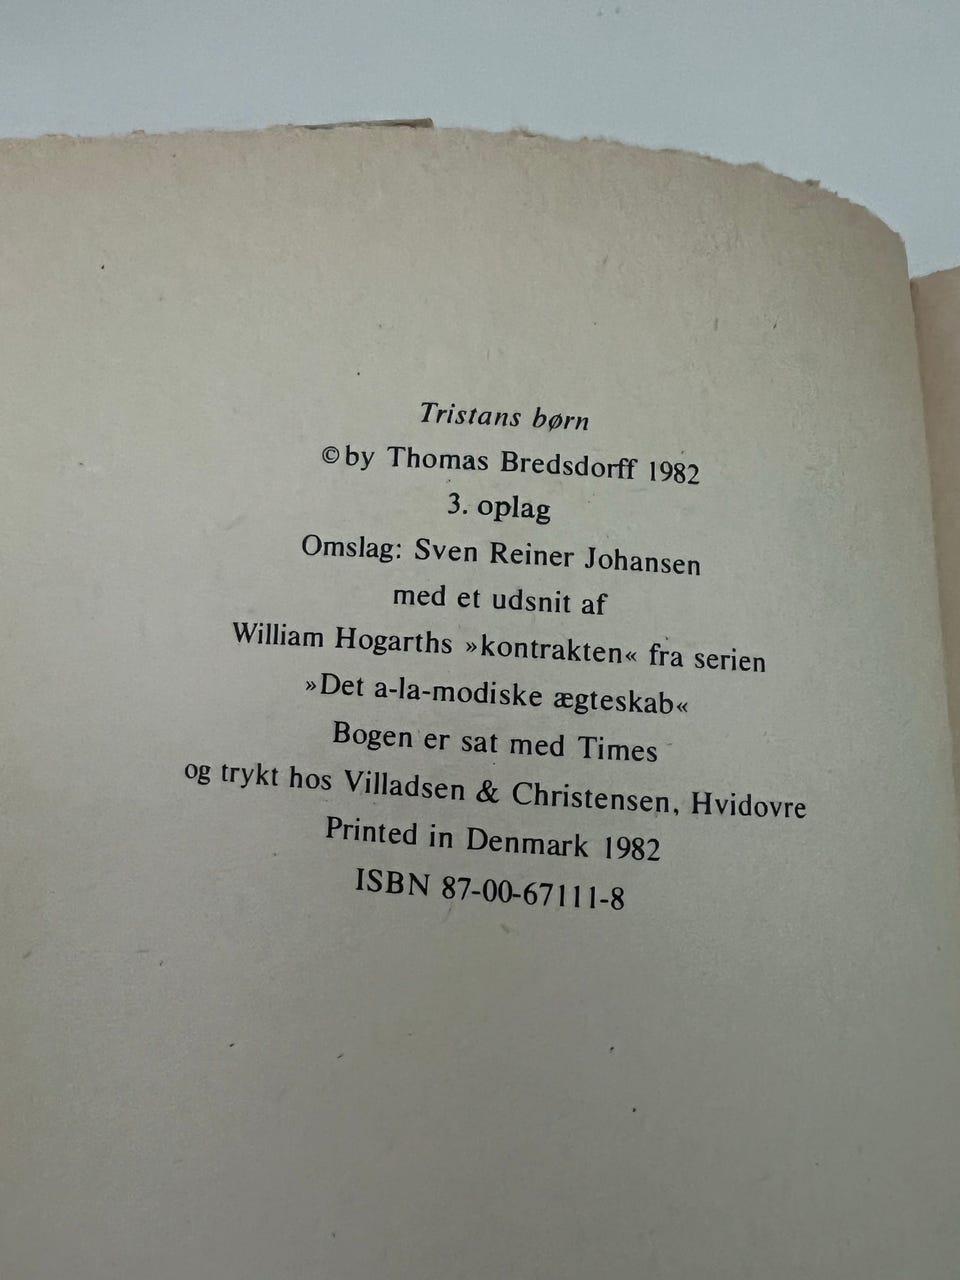 Tristans børn
© by Thomas Bredsdorff 1982
3. oplag
Omslag: Sven Reiner Johansen
med et udsnit af
William Hogarths »kontrakten« fra serien
»Det a-la-modiske ægteskab«
Bogen er sat med Times
og trykt hos Villadsen & Christensen, Hvidovre
Printed in Denmark 1982
ISBN 87-00-67111-8